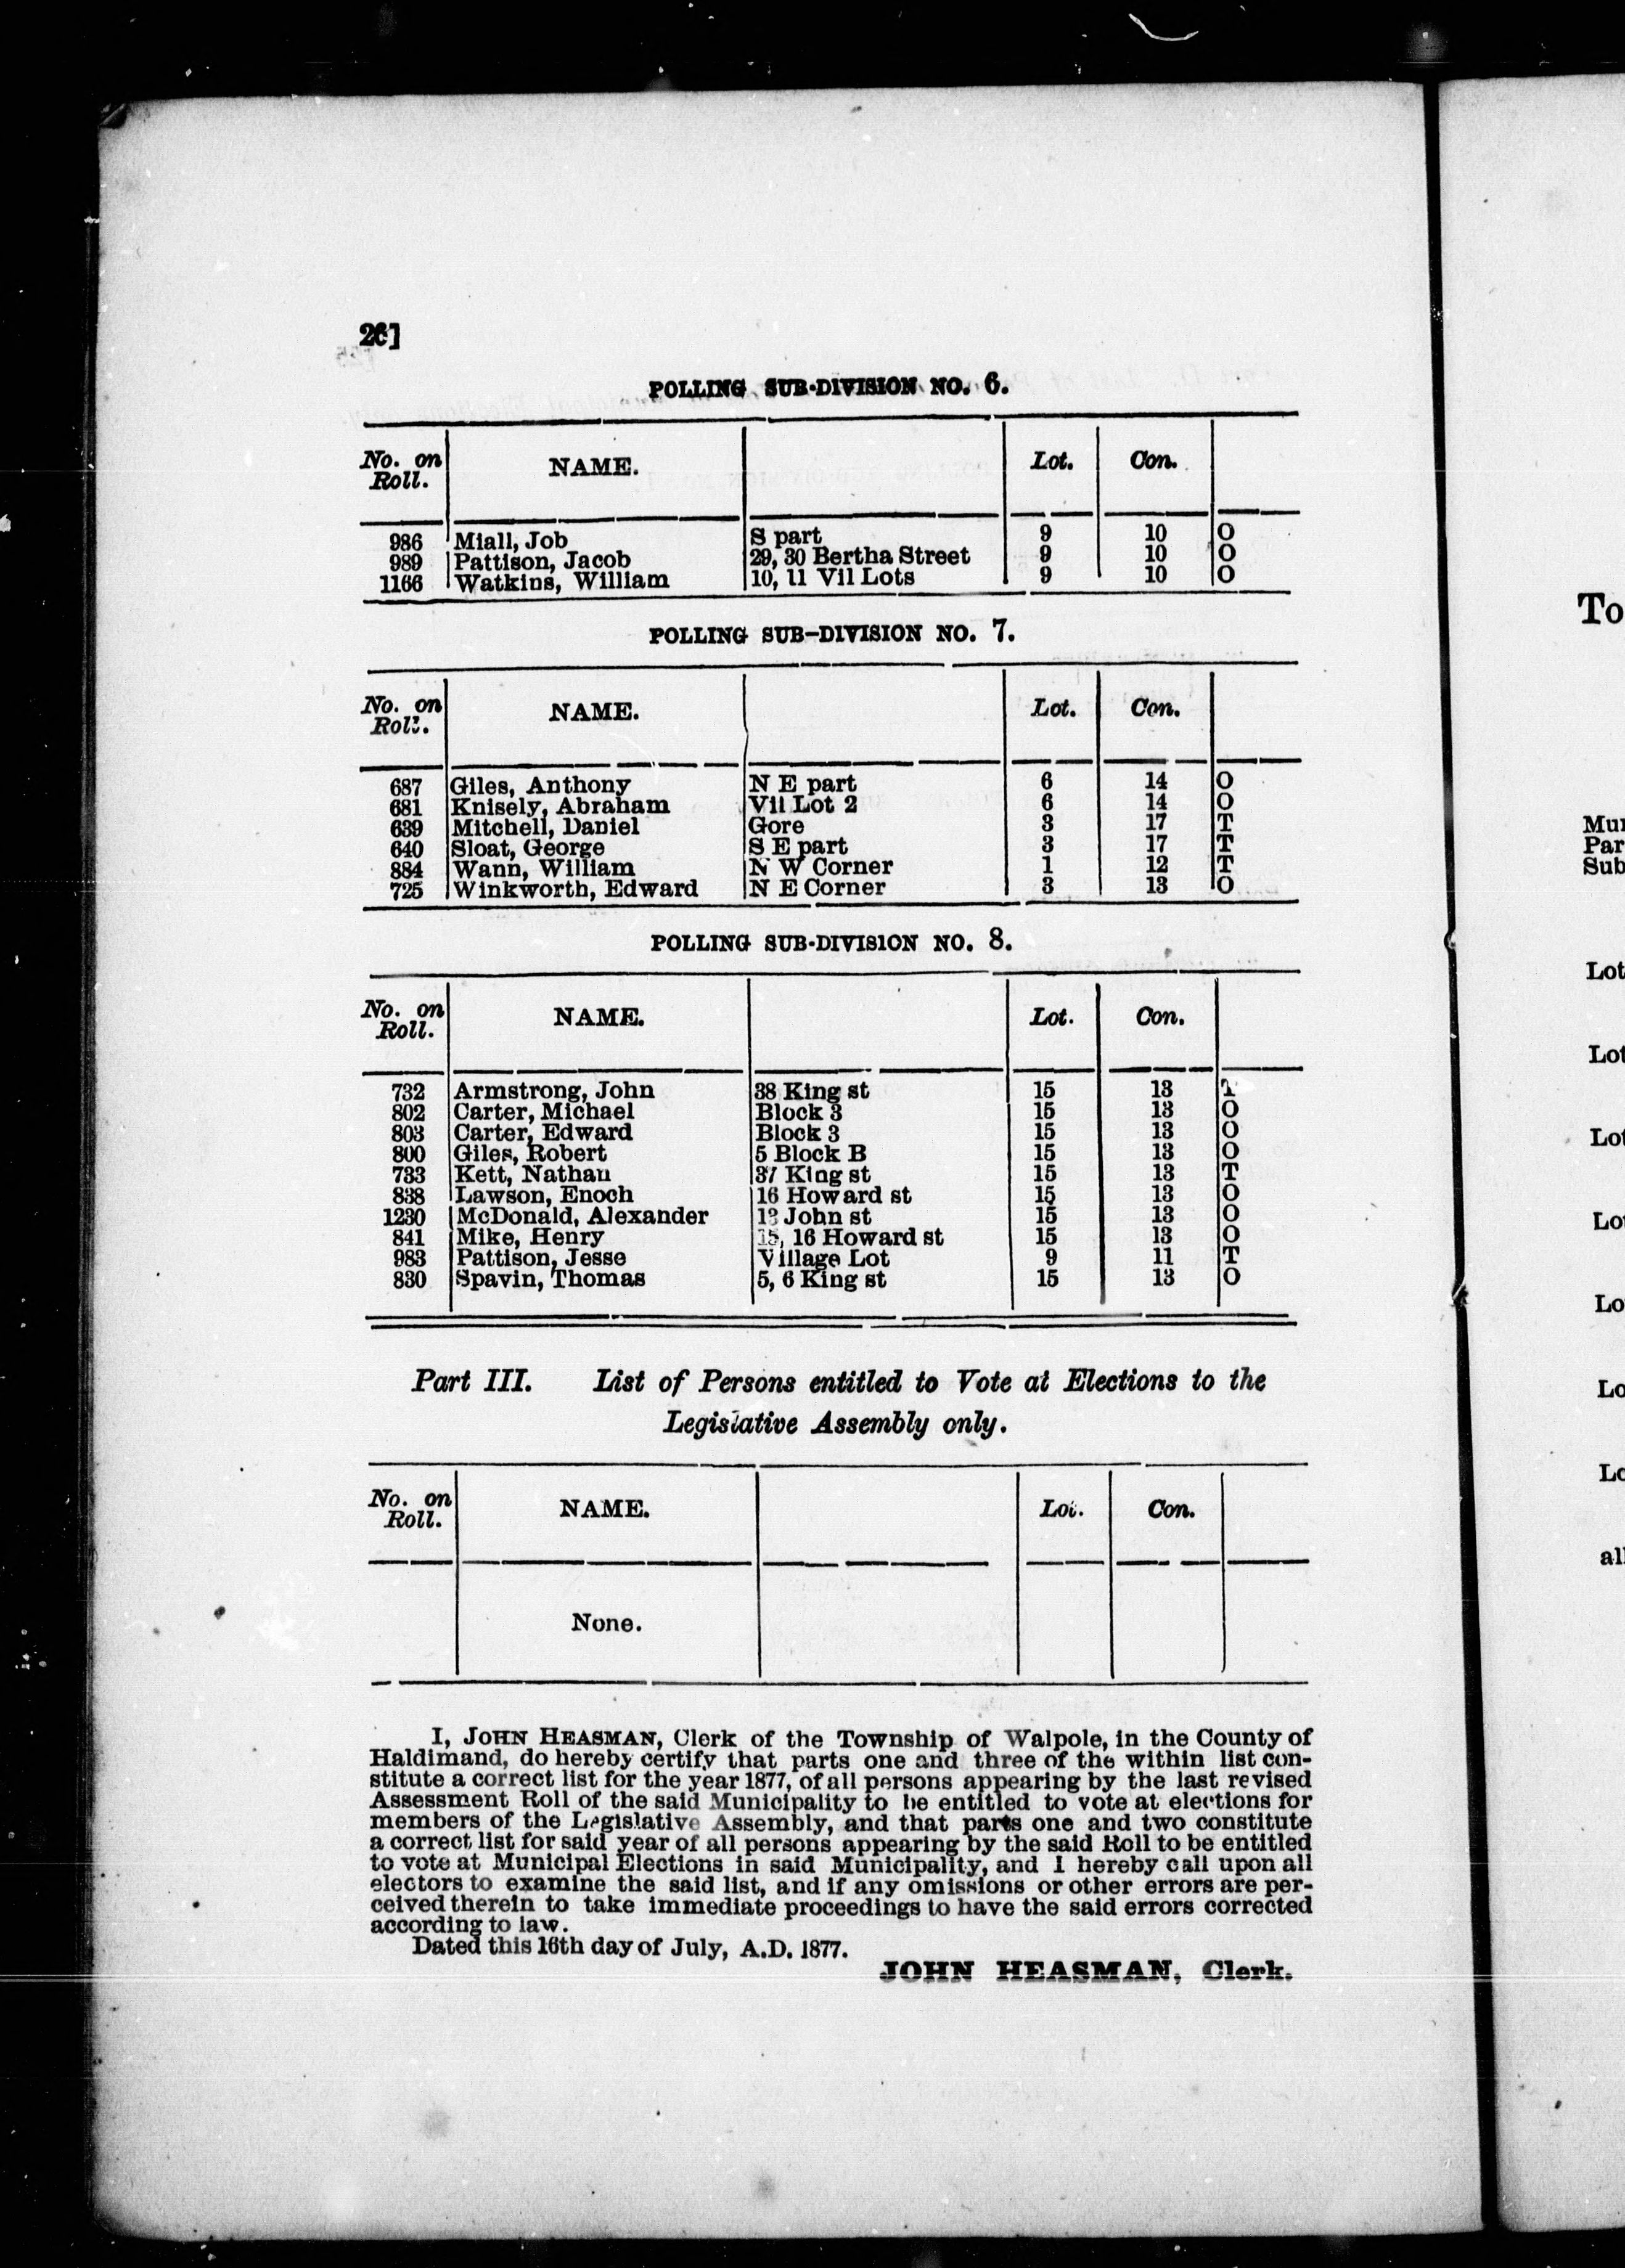 26]
POLLING SUB-DIVISION NO. 6.
No. on Roll. NAME. Lot. Con.
986 Miall, Job S part 9 10 O
989 Pattison, Jacob 29, 30 Bertha Street 9 10 O
1166 Watkins, William 10, 11 Vil Lots 9 10 O
POLLING SUB-DIVISION NO. 7.
No. on Roll. NAME. Lot. Con.
687 Giles, Anthony N E part 6 14 O
681 Knisely, Abraham Vil Lot 2 6 14 O
639 Mitchell, Daniel Gore 3 17 T
640 Sloat, George S E part 3 17 T
884 Wann, William N W Corner 1 12 T
725 Winkworth, Edward N E Corner 3 13 O
POLLING SUB-DIVISION NO. 8.
No. on Roll. NAME. Lot. Con.
732 Armstrong, John 38 King st 15 13 T
802 Carter, Michael Block 3 15 13 O
803 Carter, Edward Block 3 15 13 O
800 Giles, Robert 5 Block B 15 13 O
733 Kett, Nathan 37 King st 15 13 T
838 Lawson, Enoch 16 Howard st 15 13 O
1230 McDonald, Alexander 13 John st 15 13 O
841 Mike, Henry 15, 16 Howard st 15 13 O
983 Pattison, Jesse Village Lot 9 11 T
830 Spavin, Thomas 5, 6 King st 15 13 O
Part III. List of Persons entitled to Vote at Elections to the
Legislative Assembly only.
No. on Roll. NAME. Lot. Con.
None.
I, JOHN HEASMAN, Clerk of the Township of Walpole, in the County of
Haldimand, do hereby certify that parts one and three of the within list con-
stitute a correct list for the year 1877, of all persons appearing by the last revised
Assessment Roll of the said Municipality to be entitled to vote at elections for
members of the Legislative Assembly, and that parts one and two constitute
a correct list for said year of all persons appearing by the said Roll to be entitled
to vote at Municipal Elections in said Municipality, and I hereby call upon all
electors to examine the said list, and if any omissions or other errors are per-
ceived therein to take immediate proceedings to have the said errors corrected
according to law.
Dated this 16th day of July, A.D. 1877.
JOHN HEASMAN, Clerk.
To
Mun
Par
Sub
Lot
Lot
Lot
Lo
Lo
Lo
Lo
al